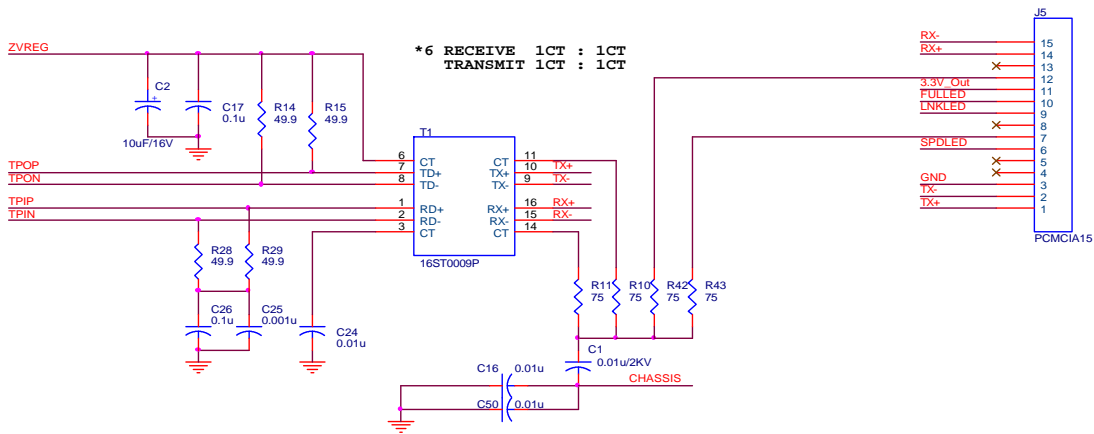 J5
ZVREG
*6 RECEIVE 1CT : 1CT
TRANSMIT 1CT : 1CT
RX- 15
RX+ 14
13
12
3.3V_Out 11
FULLED 10
LNKLED 9
8
7
SPDLED 6
5
4
GND 3
TX- 2
TX+ 1
PCMCIA15
C2
+
10uF/16V
C17
0.1u
R14
49.9
R15
49.9
T1
TPOP
TPON
TPIP
TPIN
6 CT
7 TD+
8 TD-
1 RD+
2 RD-
3 CT
CT 11
TX+ 10 TX+
TX- 9 TX-
RX+ 16 RX+
RX- 15 RX-
CT 14
16ST0009P
R28
49.9
R29
49.9
C26
0.1u
C25
0.001u
C24
0.01u
R11
75
R10
75
R42
75
R43
75
C1
0.01u/2KV
C16 0.01u
CHASSIS
C50 0.01u